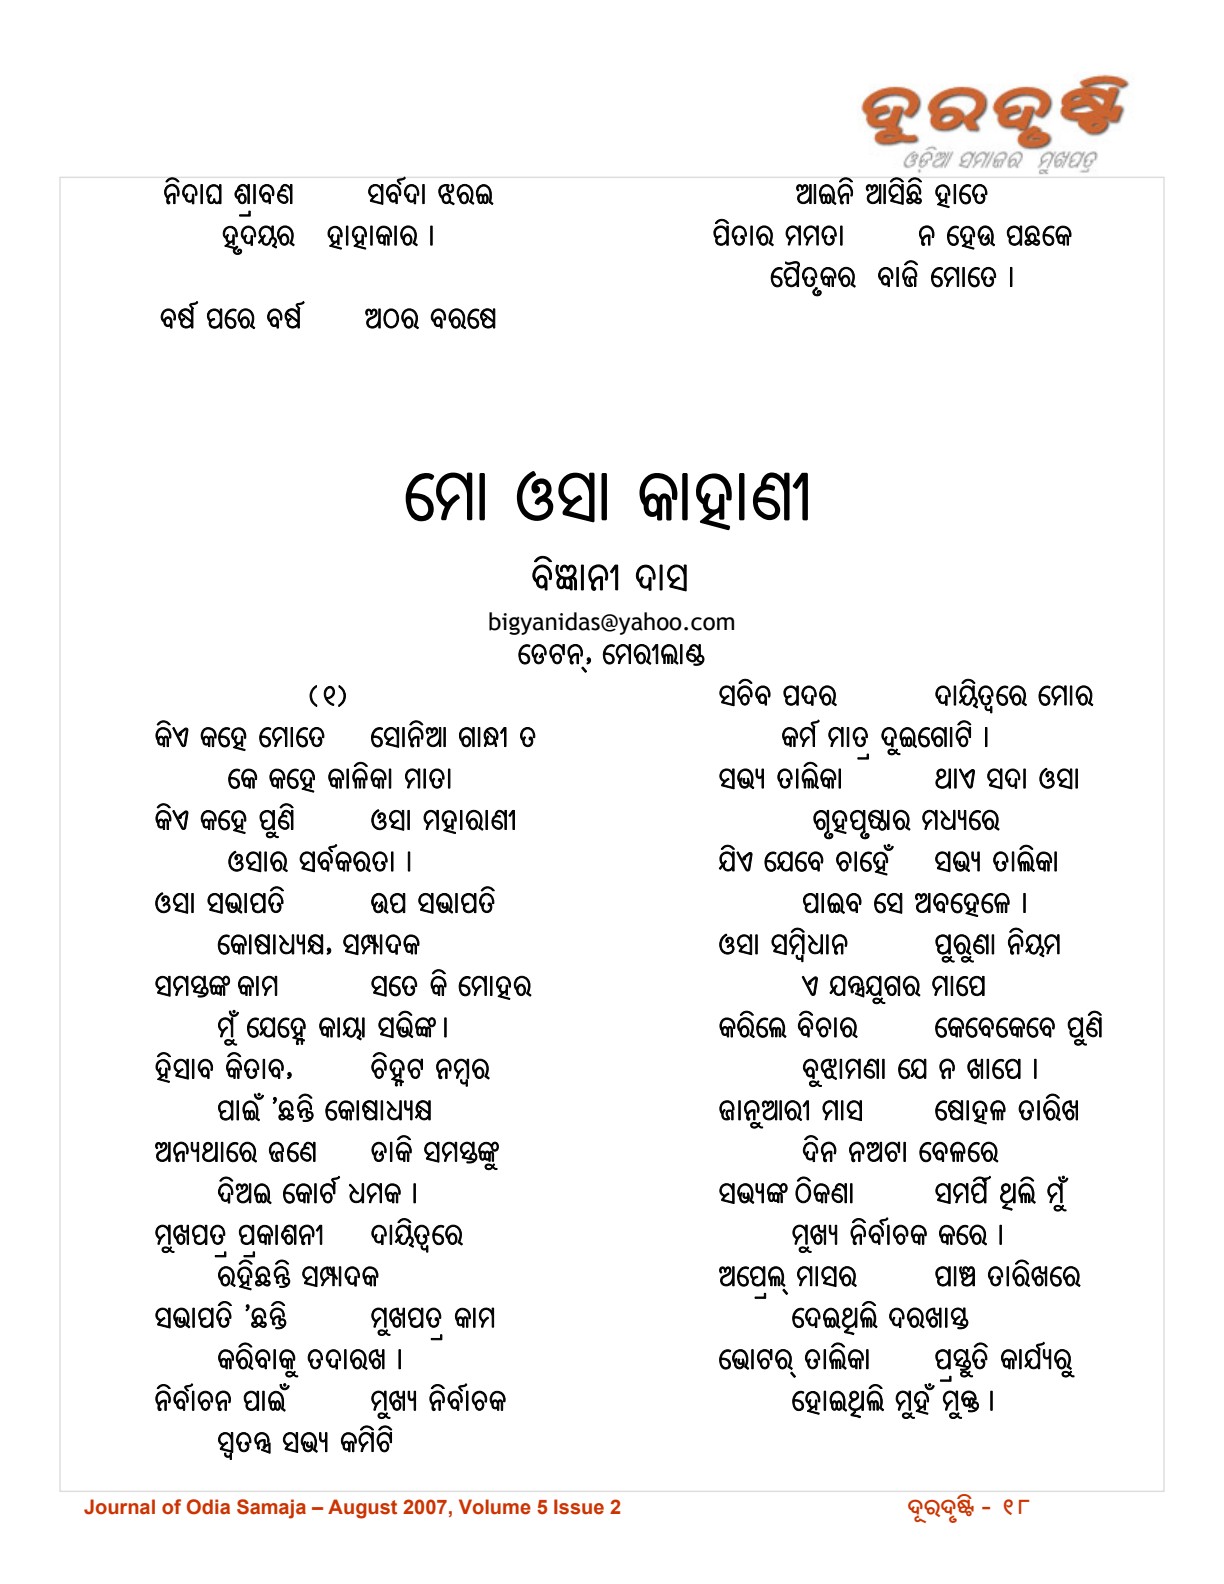 ଦୁରଦୃଷ୍ଟି
ଓଡ଼ିଆ ସମାଜର ମୁଖପତ୍ର
ନିଦାଘ ଶ୍ରାବଣ ସର୍ବଦା ଝରଇ
ହୃଦୟର ହାହାକାର ।
ବର୍ଷ ପରେ ବର୍ଷ ଅଠର ବରଷେ
ଆଇନି ଆସିଛି ହାତେ
ପିତାର ମମତା ନ ହେଉ ପଛକେ
ପୈତୃକର ବାଜି ମୋତେ ।
ମୋ ଓସା କାହାଣୀ
ବିଜ୍ଞାନୀ ଦାସ
bigyanidas@yahoo.com
ଡେଟନ୍, ମେରୀଲାଣ୍ଡ
(୧)
କିଏ କହେ ମୋତେ ସୋନିଆ ଗାନ୍ଧୀ ତ
କେ କହେ କାଳିକା ମାତା
କିଏ କହେ ପୁଣି ଓସା ମହାରାଣୀ
ଓସାର ସର୍ବକରତା ।
ଓସା ସଭାପତି ଉପ ସଭାପତି
କୋଷାଧ୍ୟକ୍ଷ, ସମ୍ପାଦକ
ସମସ୍ତଙ୍କ କାମ ସତେ କି ମୋହର
ମୁଁ ଯେହ୍ନେ କାୟା ସଭିଙ୍କ ।
ହିସାବ କିତାବ, ଚିହ୍ନଟ ନମ୍ବର
ପାଇଁ ’ଛନ୍ତି କୋଷାଧ୍ୟକ୍ଷ
ଅନ୍ୟଥାରେ ଜଣେ ଡାକି ସମସ୍ତଙ୍କୁ
ଦିଅଇ କୋର୍ଟ ଧମକ ।
ମୁଖପତ୍ର ପ୍ରକାଶନୀ ଦାୟିତ୍ୱରେ
ରହିଛନ୍ତି ସମ୍ପାଦକ
ସଭାପତି ’ଛନ୍ତି ମୁଖପତ୍ର କାମ
କରିବାକୁ ତଦାରଖ ।
ନିର୍ବାଚନ ପାଇଁ ମୁଖ୍ୟ ନିର୍ବାଚକ
ସ୍ୱତନ୍ତ୍ର ସଭ୍ୟ କମିଟି
ସଚିବ ପଦର ଦାୟିତ୍ୱରେ ମୋର
କର୍ମ ମାତ୍ର ଦୁଇଗୋଟି ।
ସଭ୍ୟ ତାଲିକା ଥାଏ ସଦା ଓସା
ଗୃହପୃଷ୍ଠାର ମଧ୍ୟରେ
ଯିଏ ଯେବେ ଚାହେଁ ସଭ୍ୟ ତାଲିକା
ପାଇବ ସେ ଅବହେଳେ ।
ଓସା ସମ୍ବିଧାନ ପୁରୁଣା ନିୟମ
ଏ ଯନ୍ତ୍ରଯୁଗର ମାପେ
କରିଲେ ବିଚାର କେବେକେବେ ପୁଣି
ବୁଝାମଣା ଯେ ନ ଖାପେ ।
ଜାନୁଆରୀ ମାସ ଷୋହଳ ତାରିଖ
ଦିନ ନଅଟା ବେଳରେ
ସଭ୍ୟଙ୍କ ଠିକଣା ସମର୍ପି ଥିଲି ମୁଁ
ମୁଖ୍ୟ ନିର୍ବାଚକ କରେ ।
ଅପ୍ରେଲ୍ ମାସର ପାଞ୍ଚ ତାରିଖରେ
ଦେଇଥିଲି ଦରଖାସ୍ତ
ଭୋଟର୍ ତାଲିକା ପ୍ରସ୍ତୁତି କାର୍ଯ୍ୟରୁ
ହୋଇଥିଲି ମୁହଁ ମୁକ୍ତ ।
Journal of Odia Samaja – August 2007, Volume 5 Issue 2 ଦୂରଦୃଷ୍ଟି - ୧୮